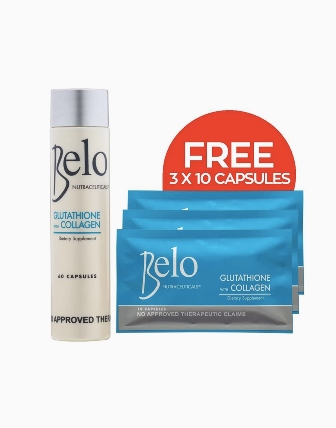 Belo
NUTRACEUTICALS®
GLUTATHIONE
with COLLAGEN
Dietary Supplement
60 CAPSULES
APPROVED THER
FREE
3 X 10 CAPSULES
Belo
NUTRACEUTICALS®
GLUTATHIONE
with COLLAGEN
Dietary Supplement
10 CAPSULES
NO APPROVED THERAPEUTIC CLAIMS